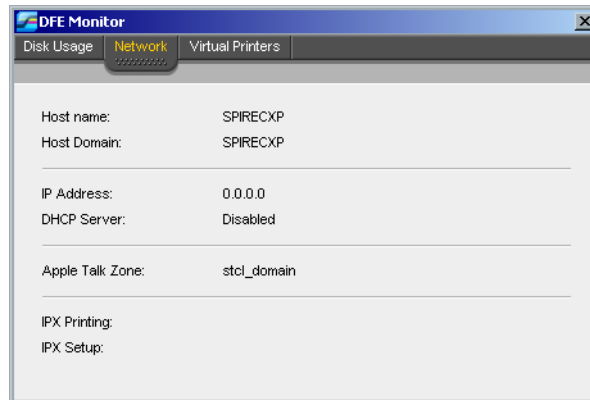 DFE Monitor
Disk Usage Network Virtual Printers
Host name: SPIRECXP
Host Domain: SPIRECXP
IP Address: 0.0.0.0
DHCP Server: Disabled
Apple Talk Zone: stcl_domain
IPX Printing:
IPX Setup: